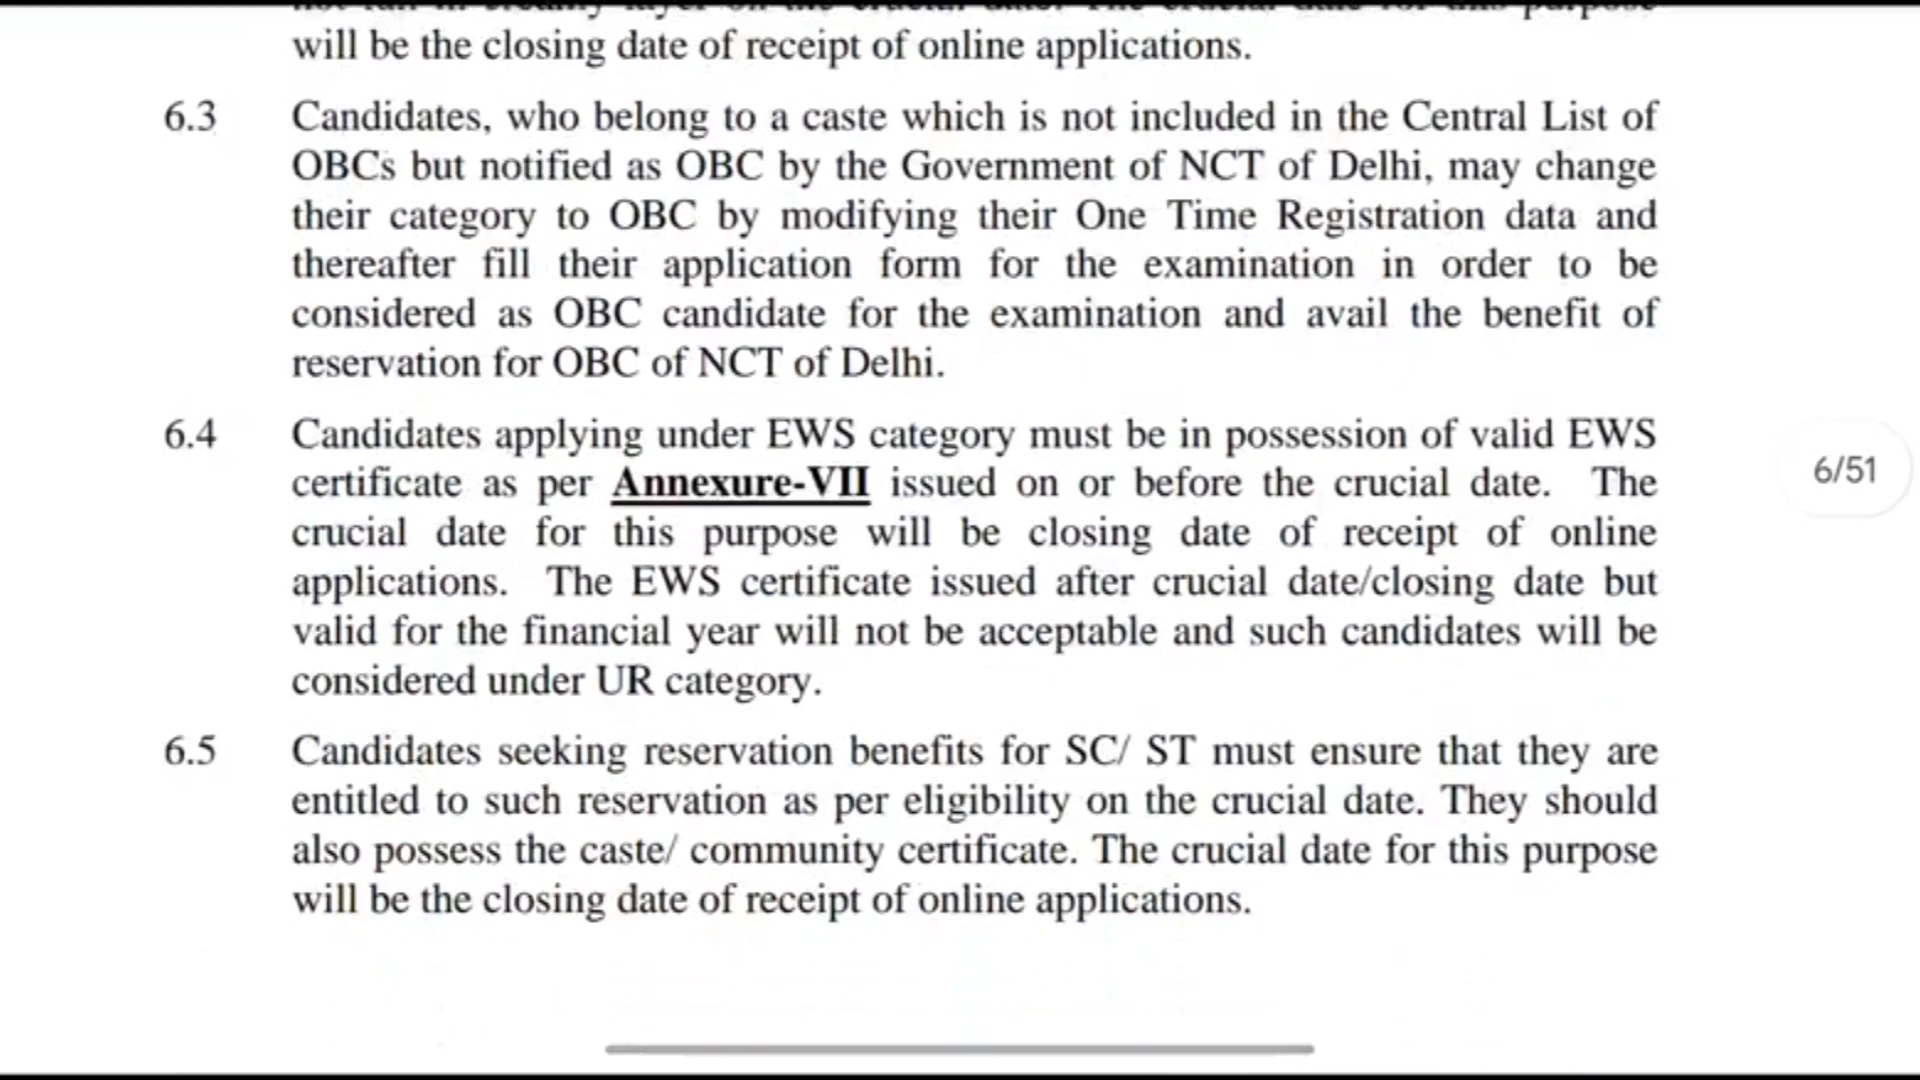 will be the closing date of receipt of online applications.
6.3 Candidates, who belong to a caste which is not included in the Central List of
OBCs but notified as OBC by the Government of NCT of Delhi, may change
their category to OBC by modifying their One Time Registration data and
thereafter fill their application form for the examination in order to be
considered as OBC candidate for the examination and avail the benefit of
reservation for OBC of NCT of Delhi.
6.4 Candidates applying under EWS category must be in possession of valid EWS
certificate as per Annexure-VII issued on or before the crucial date. The
crucial date for this purpose will be closing date of receipt of online
applications. The EWS certificate issued after crucial date/closing date but
valid for the financial year will not be acceptable and such candidates will be
considered under UR category.
6/51
6.5 Candidates seeking reservation benefits for SC/ ST must ensure that they are
entitled to such reservation as per eligibility on the crucial date. They should
also possess the caste/ community certificate. The crucial date for this purpose
will be the closing date of receipt of online applications.